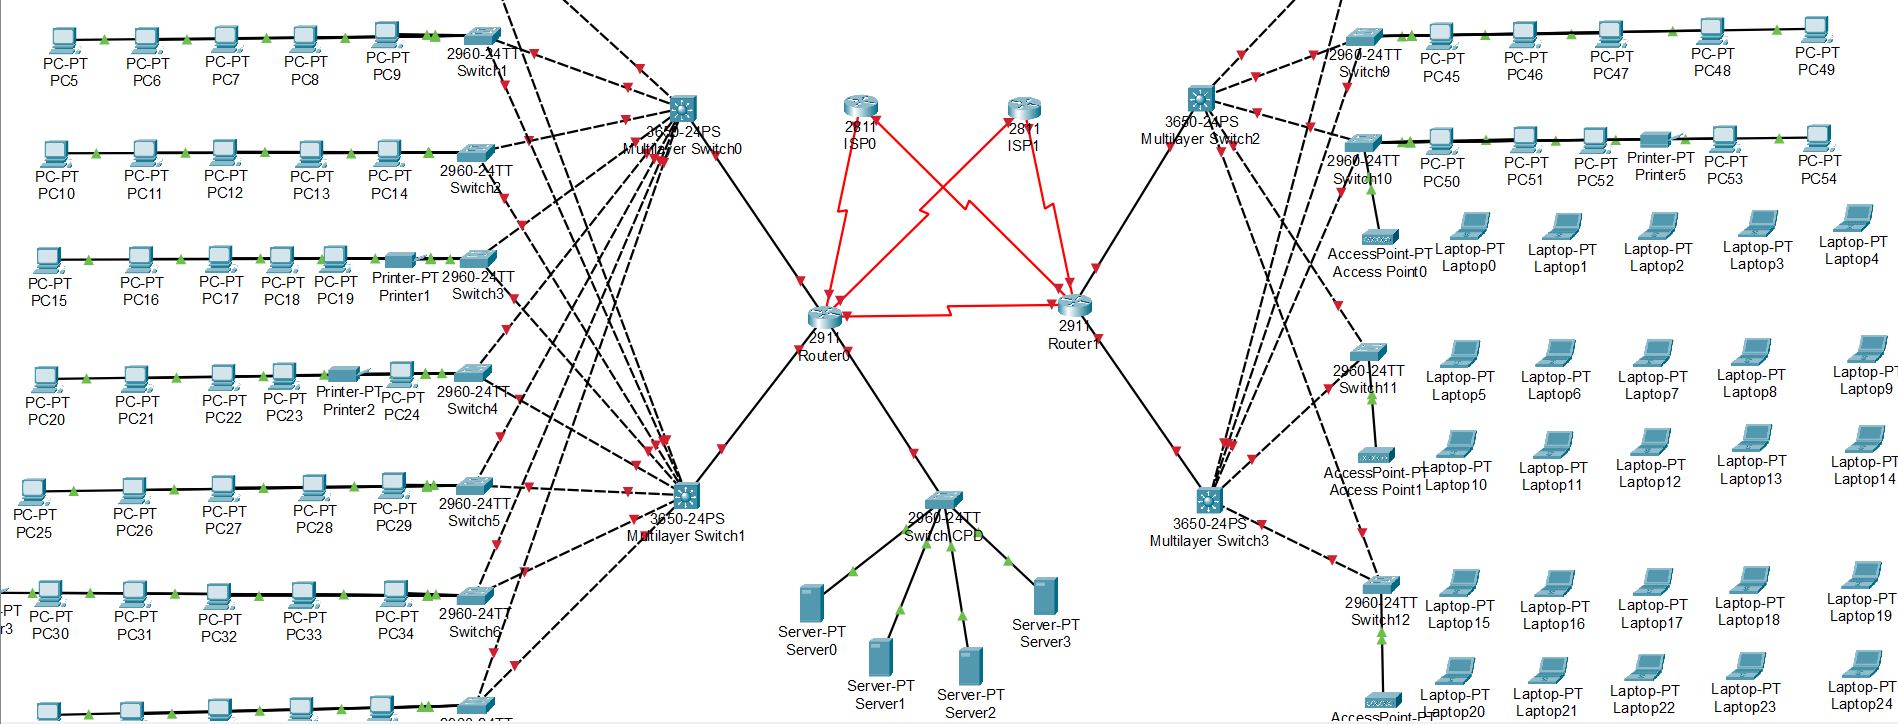 PC-PT
PC5
PC-PT
PC6
PC-PT
PC7
PC-PT
PC8
PC-PT
PC9
2960-24TT
Switch1
PC-PT
PC10
PC-PT
PC11
PC-PT
PC12
PC-PT
PC13
PC-PT
PC14
2960-24TT
Switch2
PC-PT
PC15
PC-PT
PC16
PC-PT
PC17
PC-PT
PC18
PC-PT
PC19
Printer-PT
Printer1
2960-24TT
Switch3
PC-PT
PC20
PC-PT
PC21
PC-PT
PC22
PC-PT
PC23
Printer-PT
Printer2
PC-PT
PC24
2960-24TT
Switch4
PC-PT
PC25
PC-PT
PC26
PC-PT
PC27
PC-PT
PC28
PC-PT
PC29
2960-24TT
Switch5
-PT
r3
PC-PT
PC30
PC-PT
PC31
PC-PT
PC32
PC-PT
PC33
PC-PT
PC34
2960-24TT
Switch6
2960-24TT
3650-24PS
Multilayer Switch0
3650-24PS
Multilayer Switch1
2811
ISP0
2811
ISP1
2911
Router0
2911
Router1
2960-24TT
Switch CPD
Server-PT
Server0
Server-PT
Server1
Server-PT
Server2
Server-PT
Server3
3650-24PS
Multilayer Switch2
3650-24PS
Multilayer Switch3
2960-24TT
Switch9
PC-PT
PC45
PC-PT
PC46
PC-PT
PC47
PC-PT
PC48
PC-PT
PC49
2960-24TT
Switch10
PC-PT
PC50
PC-PT
PC51
PC-PT
PC52
Printer-PT
Printer5
PC-PT
PC53
PC-PT
PC54
AccessPoint-PT
Access Point0
Laptop-PT
Laptop0
Laptop-PT
Laptop1
Laptop-PT
Laptop2
Laptop-PT
Laptop3
Laptop-PT
Laptop4
2960-24TT
Switch11
Laptop-PT
Laptop5
Laptop-PT
Laptop6
Laptop-PT
Laptop7
Laptop-PT
Laptop8
Laptop-PT
Laptop9
AccessPoint-PT
Access Point1
Laptop-PT
Laptop10
Laptop-PT
Laptop11
Laptop-PT
Laptop12
Laptop-PT
Laptop13
Laptop-PT
Laptop14
2960-24TT
Switch12
Laptop-PT
Laptop15
Laptop-PT
Laptop16
Laptop-PT
Laptop17
Laptop-PT
Laptop18
Laptop-PT
Laptop19
AccessPoint-PT
Laptop-PT
Laptop20
Laptop-PT
Laptop21
Laptop-PT
Laptop22
Laptop-PT
Laptop23
Laptop-PT
Laptop24